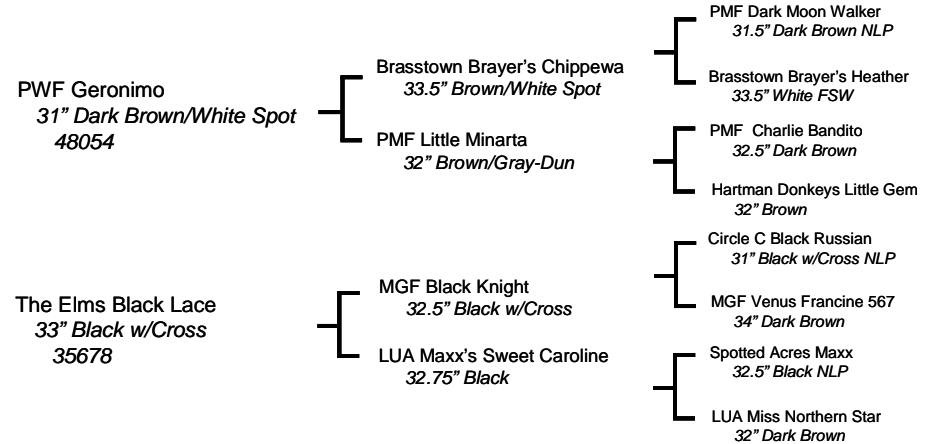 PWF Geronimo
31” Dark Brown/White Spot
48054
Brasstown Brayer’s Chippewa
33.5” Brown/White Spot
PMF Little Minarta
32” Brown/Gray-Dun
PMF Dark Moon Walker
31.5” Dark Brown NLP
Brasstown Brayer’s Heather
33.5” White FSW
PMF Charlie Bandito
32.5” Dark Brown
Hartman Donkeys Little Gem
32” Brown
The Elms Black Lace
33” Black w/Cross
35678
MGF Black Knight
32.5” Black w/Cross
LUA Maxx’s Sweet Caroline
32.75” Black
Circle C Black Russian
31” Black w/Cross NLP
MGF Venus Francine 567
34” Dark Brown
Spotted Acres Maxx
32.5” Black NLP
LUA Miss Northern Star
32” Dark Brown